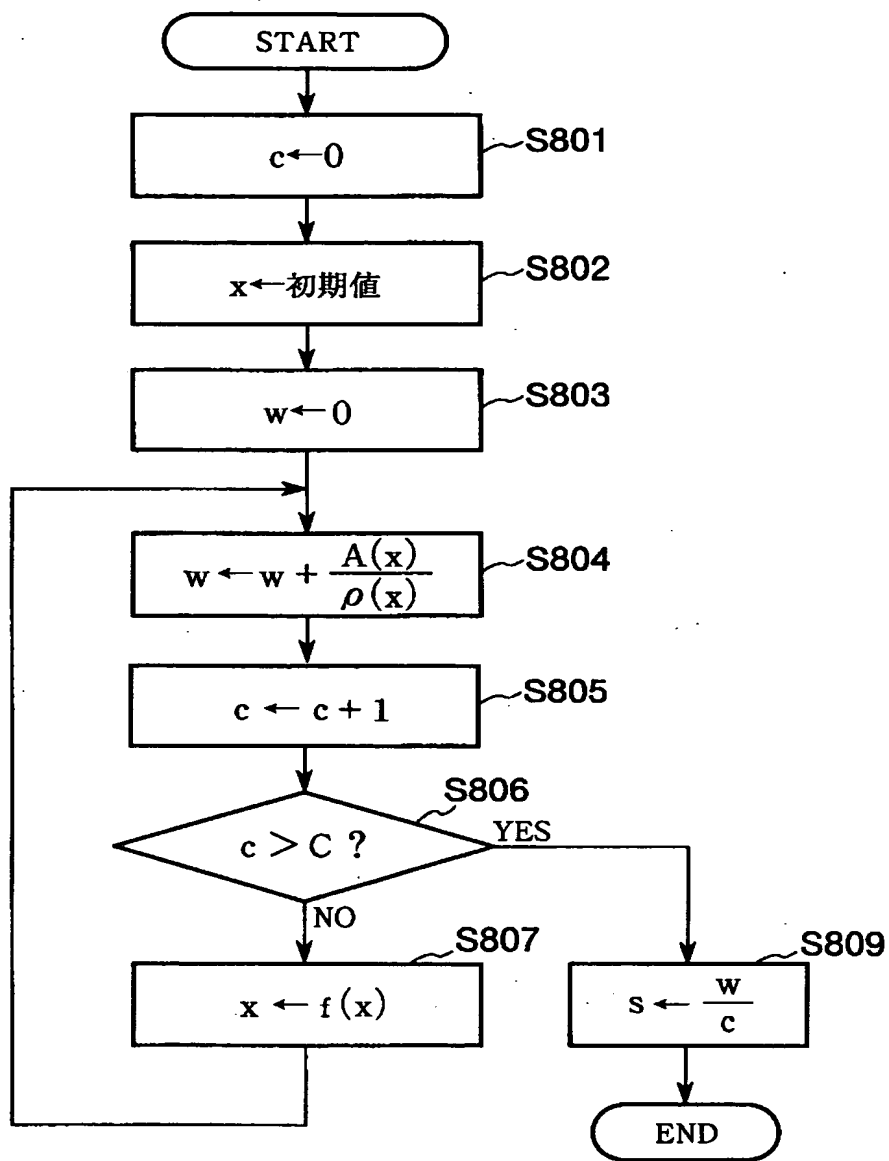 START
c←0
S801
x←初期値
S802
w←0
S803
w ← w + A(x)/ρ(x)
S804
c ← c + 1
S805
c > C ?
S806
YES
NO
x ← f(x)
S807
s ← w/c
S809
END